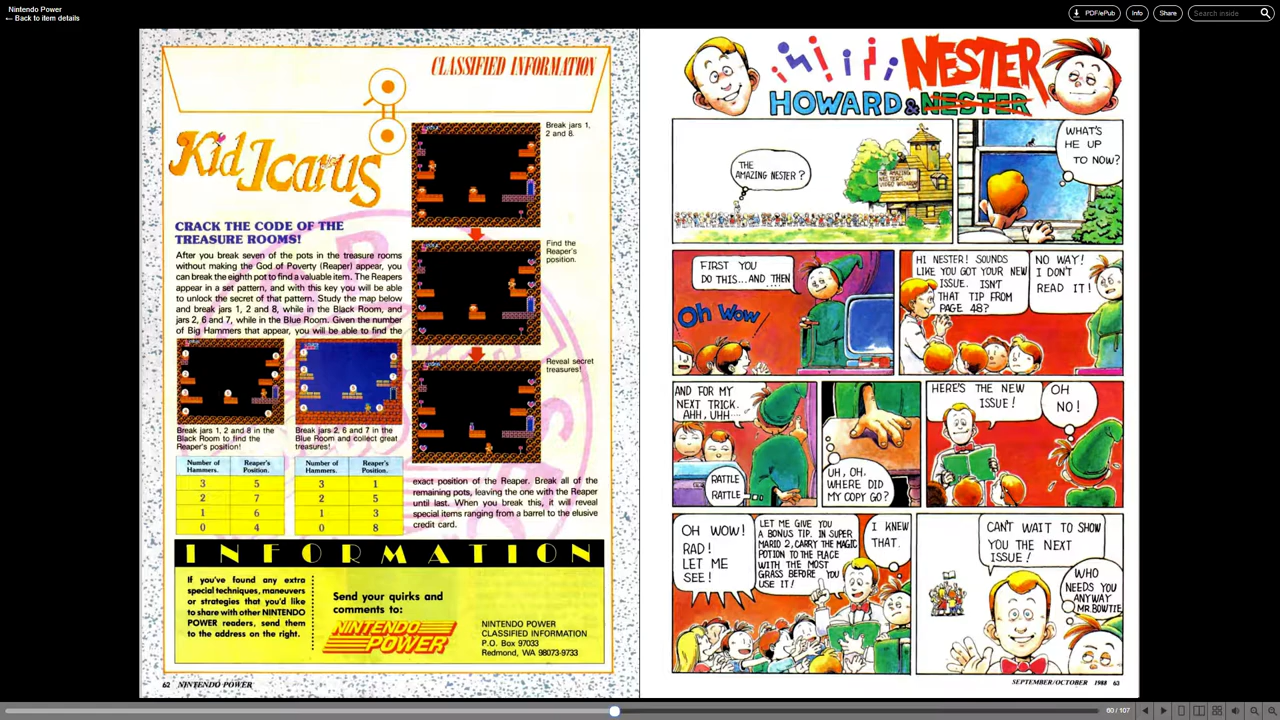 Nintendo Power
← Back to item details
PDF/ePub
Info
Share
Search inside
CLASSIFIED INFORMATION
Kid Icarus
CRACK THE CODE OF THE
TREASURE ROOMS!
After you break seven of the pots in the treasure rooms
without making the God of Poverty (Reaper) appear, you
can break the eighth pot to find a valuable item. The Reapers
appear in a set pattern, and with this key you will be able
to unlock the secret of that pattern. Study the map below
and break jars 1, 2 and 8, while in the Black Room, and
jars 2, 6 and 7, while in the Blue Room. Given the number
of Big Hammers that appear, you will be able to find the
Break jars 1, 2 and 8 in the
Black Room to find the
Reaper's position!
Break jars 2, 6 and 7 in the
Blue Room and collect great
treasures!
Number of
Hammers.
Reaper's
Position.
3 5
2 7
1 6
0 4
Number of
Hammers.
Reaper's
Position.
3 1
2 5
1 3
0 8
Break jars 1,
2 and 8.
Find the
Reaper's
position.
Reveal secret
treasures!
exact position of the Reaper. Break all of the
remaining pots, leaving the one with the Reaper
until last. When you break this, it will reveal
special items ranging from a barrel to the elusive
credit card.
INFORMATION
If you've found any extra
special techniques, maneuvers
or strategies that you'd like
to share with other NINTENDO
POWER readers, send them
to the address on the right.
Send your quirks and
comments to:
NINTENDO
POWER
NINTENDO POWER
CLASSIFIED INFORMATION
P.O. Box 97033
Redmond, WA 98073-9733
62 NINTENDO POWER
NESTER
HOWARD & NESTER
THE
AMAZING NESTER?
THE AMAZING
NESTER'S
VIDEO
WHAT'S
HE UP
TO NOW?
FIRST YOU
DO THIS...AND THEN....
Oh Wow!
HI NESTER! SOUNDS
LIKE YOU GOT YOUR NEW
ISSUE. ISN'T
THAT TIP FROM
PAGE 48?
NO WAY!
I DON'T
READ IT!
AND FOR MY
NEXT TRICK.
AHH, UHH....
RATTLE
RATTLE
UH, OH.
WHERE DID
MY COPY GO?
HERE'S THE NEW
ISSUE!
OH
NO!
OH WOW!
RAD!
LET ME
SEE!
LET ME GIVE YOU
A BONUS TIP. IN SUPER
MARIO 2, CARRY THE MAGIC
POTION TO THE PLACE
WITH THE MOST
GRASS BEFORE YOU
USE IT!
I KNEW
THAT.
CAN'T WAIT TO SHOW
YOU THE NEXT
ISSUE!
WHO
NEEDS YOU
ANYWAY
MR. BOWTIE
SEPTEMBER/OCTOBER 1988 63
60 / 107